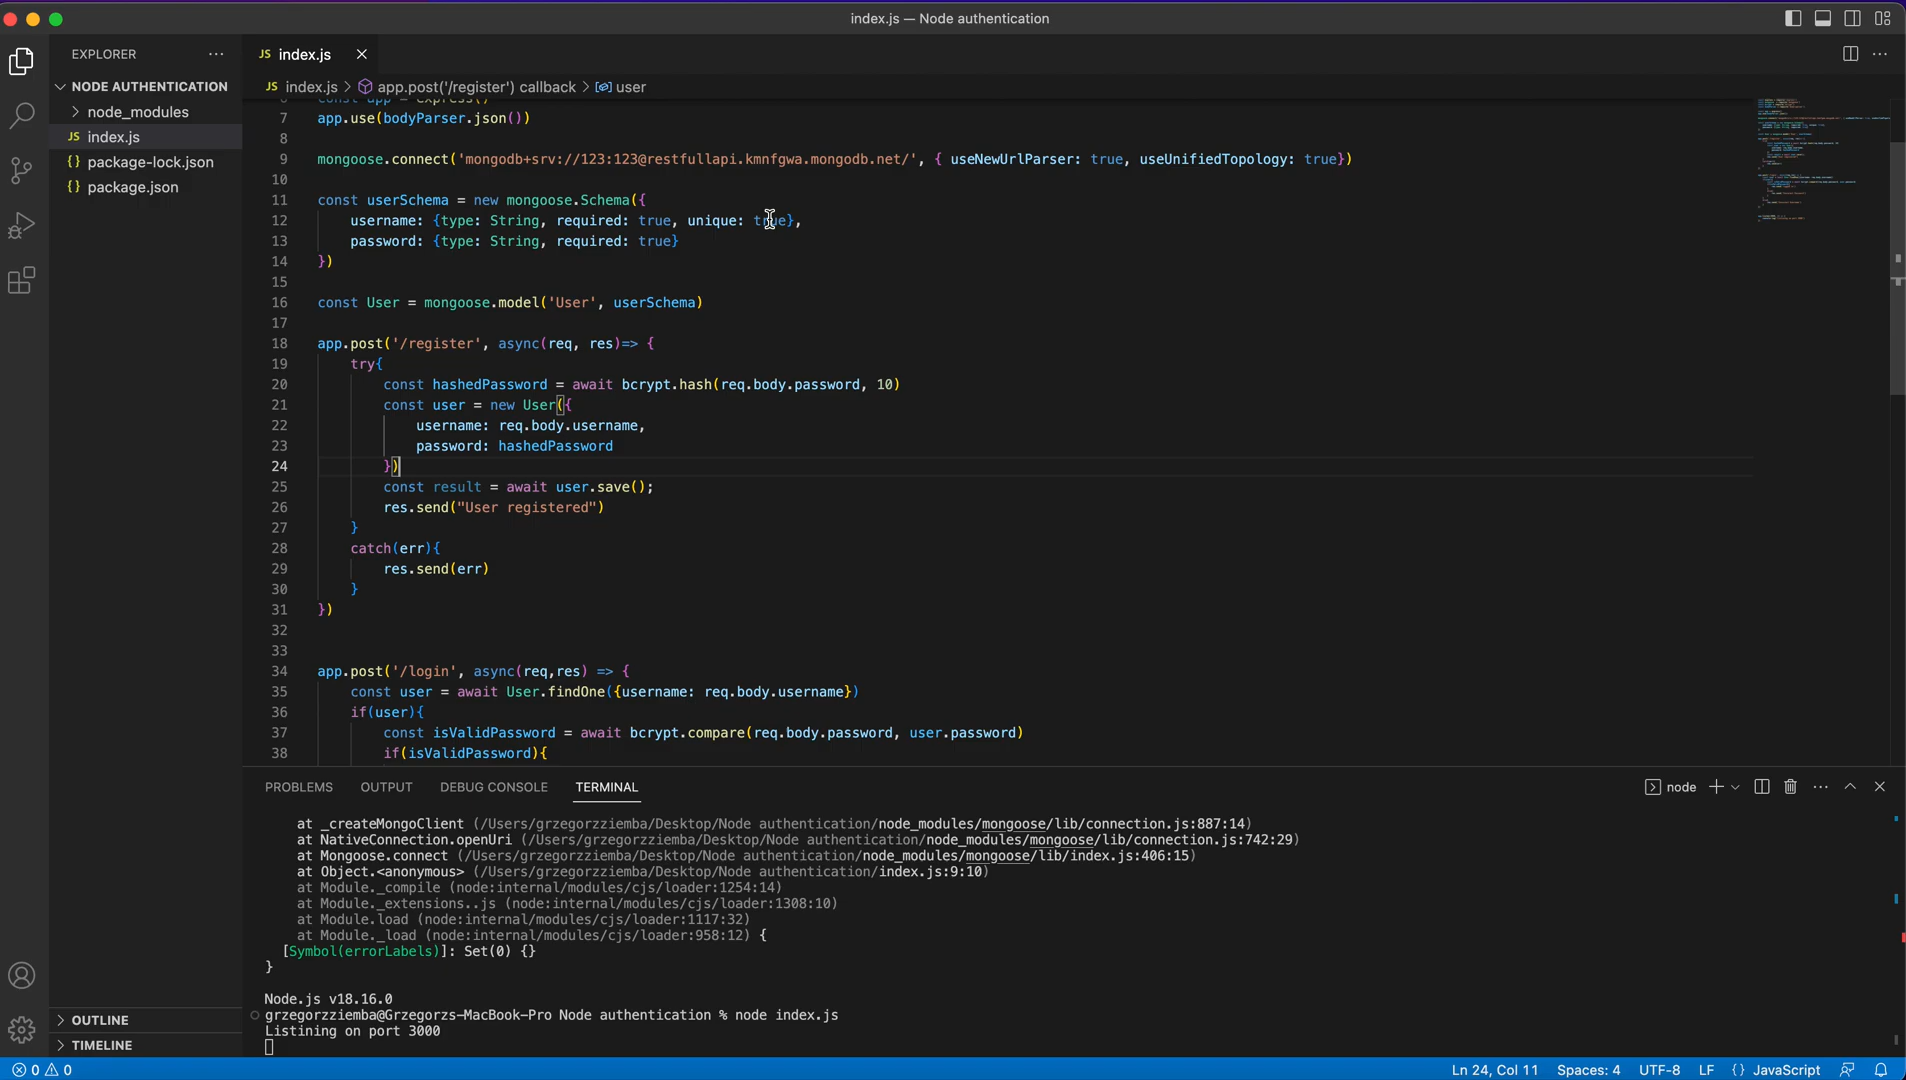 index.js — Node authentication
EXPLORER
NODE AUTHENTICATION
node_modules
JS index.js
{} package-lock.json
{} package.json
OUTLINE
TIMELINE
JS index.js
JS index.js > app.post('/register') callback > user
6 const app = express()
7 app.use(bodyParser.json())
8
9 mongoose.connect('mongodb+srv://123:123@restfullapi.kmnfgwa.mongodb.net/', { useNewUrlParser: true, useUnifiedTopology: true})
10
11 const userSchema = new mongoose.Schema({
12 username: {type: String, required: true, unique: true},
13 password: {type: String, required: true}
14 })
15
16 const User = mongoose.model('User', userSchema)
17
18 app.post('/register', async(req, res)=> {
19 try{
20 const hashedPassword = await bcrypt.hash(req.body.password, 10)
21 const user = new User({
22 username: req.body.username,
23 password: hashedPassword
24 })
25 const result = await user.save();
26 res.send("User registered")
27 }
28 catch(err){
29 res.send(err)
30 }
31 })
32
33
34 app.post('/login', async(req,res) => {
35 const user = await User.findOne({username: req.body.username})
36 if(user){
37 const isValidPassword = await bcrypt.compare(req.body.password, user.password)
38 if(isValidPassword){
PROBLEMS OUTPUT DEBUG CONSOLE TERMINAL
node
at _createMongoClient (/Users/grzegorzziemba/Desktop/Node authentication/node_modules/mongoose/lib/connection.js:887:14)
at NativeConnection.openUri (/Users/grzegorzziemba/Desktop/Node authentication/node_modules/mongoose/lib/connection.js:742:29)
at Mongoose.connect (/Users/grzegorzziemba/Desktop/Node authentication/node_modules/mongoose/lib/index.js:406:15)
at Object.<anonymous> (/Users/grzegorzziemba/Desktop/Node authentication/index.js:9:10)
at Module._compile (node:internal/modules/cjs/loader:1254:14)
at Module._extensions..js (node:internal/modules/cjs/loader:1308:10)
at Module.load (node:internal/modules/cjs/loader:1117:32)
at Module._load (node:internal/modules/cjs/loader:958:12) {
[Symbol(errorLabels)]: Set(0) {}
}
Node.js v18.16.0
grzegorzziemba@Grzegorzs-MacBook-Pro Node authentication % node index.js
Listining on port 3000
0 0
Ln 24, Col 11 Spaces: 4 UTF-8 LF {} JavaScript